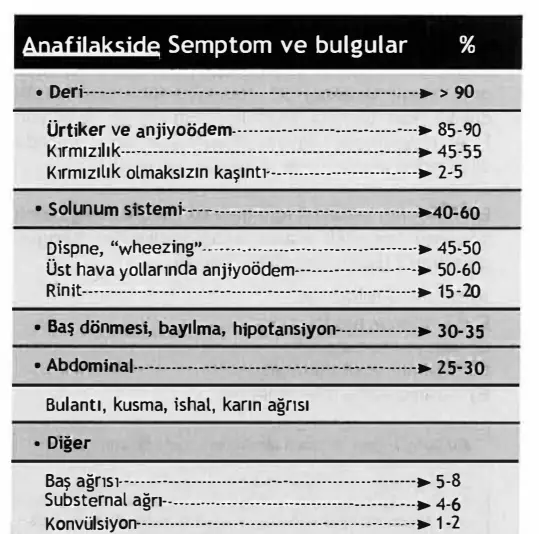 Anafilakside Semptom ve bulgular %
• Deri > 90
Ürtiker ve anjiyoödem 85-90
Kırmızılık 45-55
Kırmızılık olmaksızın kaşıntı 2-5
• Solunum sistemi 40-60
Dispne, “wheezing” 45-50
Üst hava yollarında anjiyoödem 50-60
Rinit 15-20
• Baş dönmesi, bayılma, hipotansiyon 30-35
• Abdominal 25-30
Bulantı, kusma, ishal, karın ağrısı
• Diğer
Baş ağrısı 5-8
Substernal ağrı 4-6
Konvülsiyon 1-2